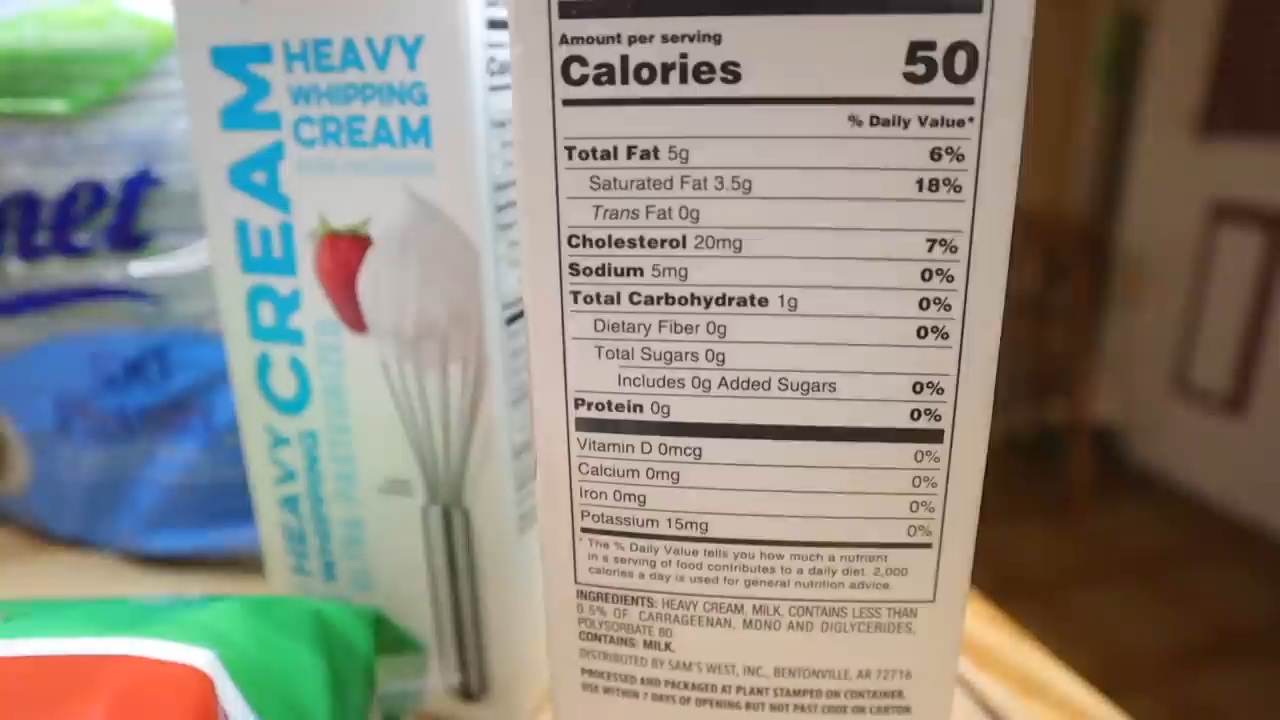 net
CREAM
HEAVY
WHIPPING
HEAVY
WHIPPING
CREAM
Amount per serving
Calories 50
% Daily Value*
Total Fat 5g 6%
Saturated Fat 3.5g 18%
Trans Fat 0g
Cholesterol 20mg 7%
Sodium 5mg 0%
Total Carbohydrate 1g 0%
Dietary Fiber 0g 0%
Total Sugars 0g
Includes 0g Added Sugars 0%
Protein 0g 0%
Vitamin D 0mcg 0%
Calcium 0mg 0%
Iron 0mg 0%
Potassium 15mg 0%
* The % Daily Value tells you how much a nutrient
in a serving of food contributes to a daily diet. 2,000
calories a day is used for general nutrition advice.
INGREDIENTS: HEAVY CREAM, MILK. CONTAINS LESS THAN
0.5% OF CARRAGEENAN, MONO AND DIGLYCERIDES,
POLYSORBATE 80.
CONTAINS: MILK.
DISTRIBUTED BY SAM'S WEST, INC., BENTONVILLE, AR 72716
PROCESSED AND PACKAGED AT PLANT STAMPED ON CONTAINER.
USE WITHIN 7 DAYS OF OPENING BUT NOT PAST CODE ON CARTON